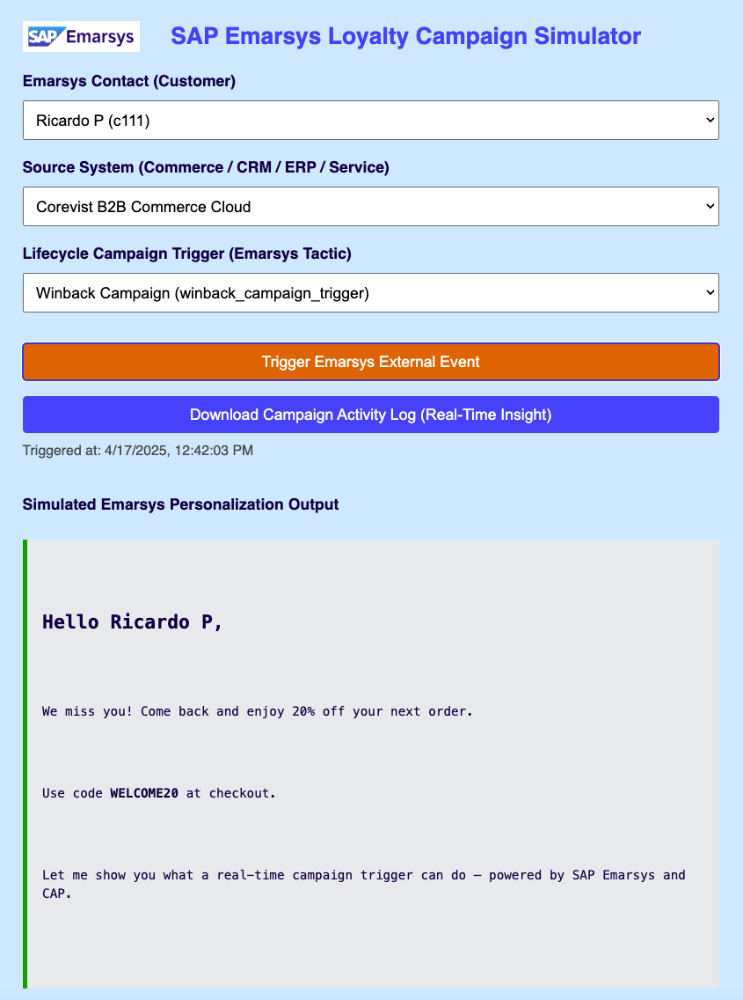 SAP Emarsys
SAP Emarsys Loyalty Campaign Simulator
Emarsys Contact (Customer)
Ricardo P (c111)
Source System (Commerce / CRM / ERP / Service)
Corevist B2B Commerce Cloud
Lifecycle Campaign Trigger (Emarsys Tactic)
Winback Campaign (winback_campaign_trigger)
Trigger Emarsys External Event
Download Campaign Activity Log (Real-Time Insight)
Triggered at: 4/17/2025, 12:42:03 PM
Simulated Emarsys Personalization Output
Hello Ricardo P,
We miss you! Come back and enjoy 20% off your next order.
Use code WELCOME20 at checkout.
Let me show you what a real-time campaign trigger can do — powered by SAP Emarsys and
CAP.